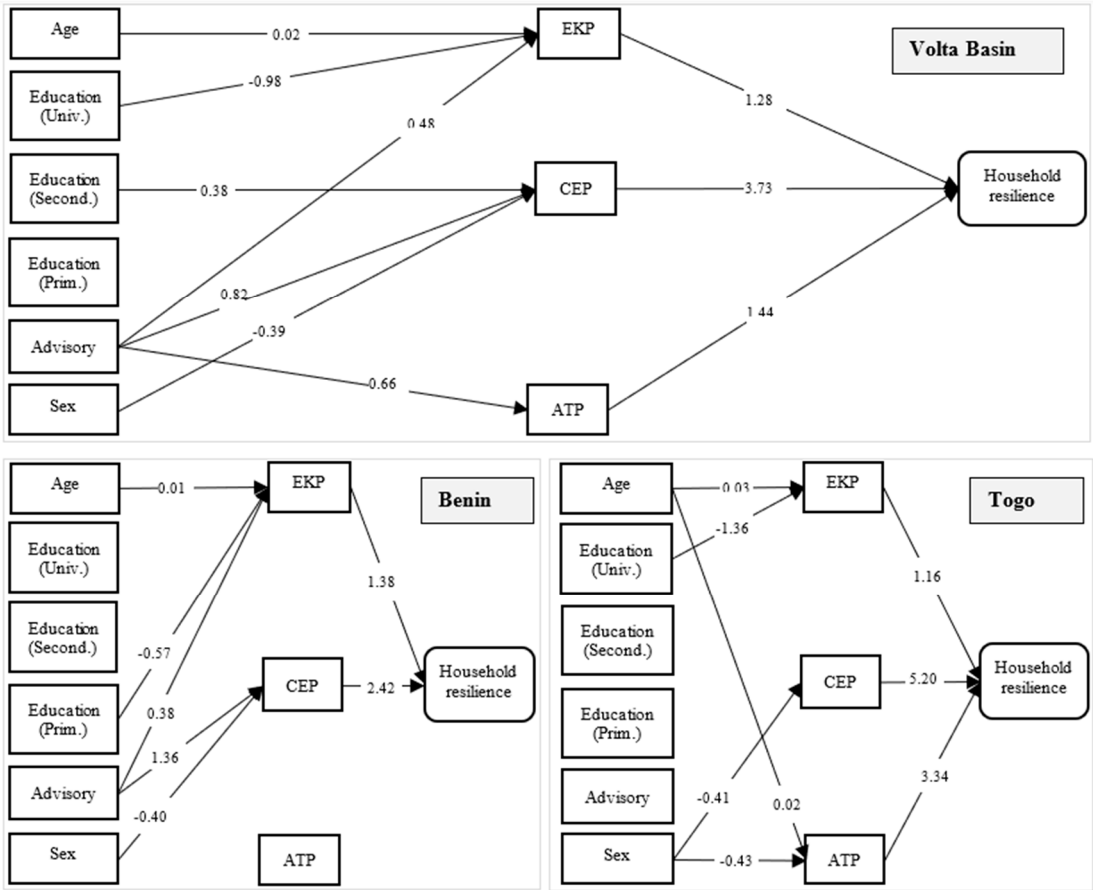 Age
0.02
EKP
Volta Basin
Education
(Univ.)
-0.98
0.48
1.28
Education
(Second.)
0.38
CEP
3.73
Household
resilience
Education
(Prim.)
0.82
-0.39
1.44
Advisory
0.66
Sex
ATP
Age
0.01
EKP
Benin
Education
(Univ.)
1.38
Education
(Second.)
-0.57
CEP
2.42
Household
resilience
Education
(Prim.)
0.38
1.36
Advisory
-0.40
Sex
ATP
Age
0.03
EKP
Togo
-1.36
Education
(Univ.)
1.16
Education
(Second.)
CEP
5.20
Household
resilience
Education
(Prim.)
3.34
Advisory
-0.41
0.02
Sex
-0.43
ATP